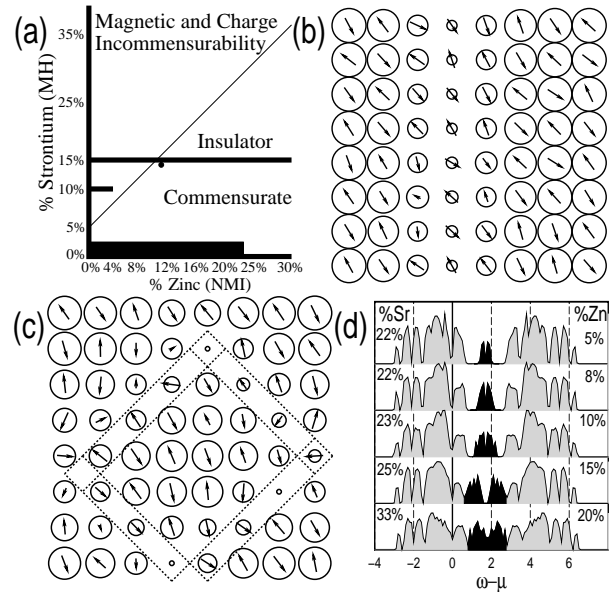 (a)
Magnetic and Charge
Incommensurability
Insulator
Commensurate
% Strontium (MH)
35%
25%
15%
10%
5%
0%
0% 4% 8% 12% 16% 20% 24% 30%
% Zinc (NMI)
(b)
(c)
(d)
%Sr %Zn
22% 5%
22% 8%
23% 10%
25% 15%
33% 20%
-4 -2 0 2 4 6
ω−μ